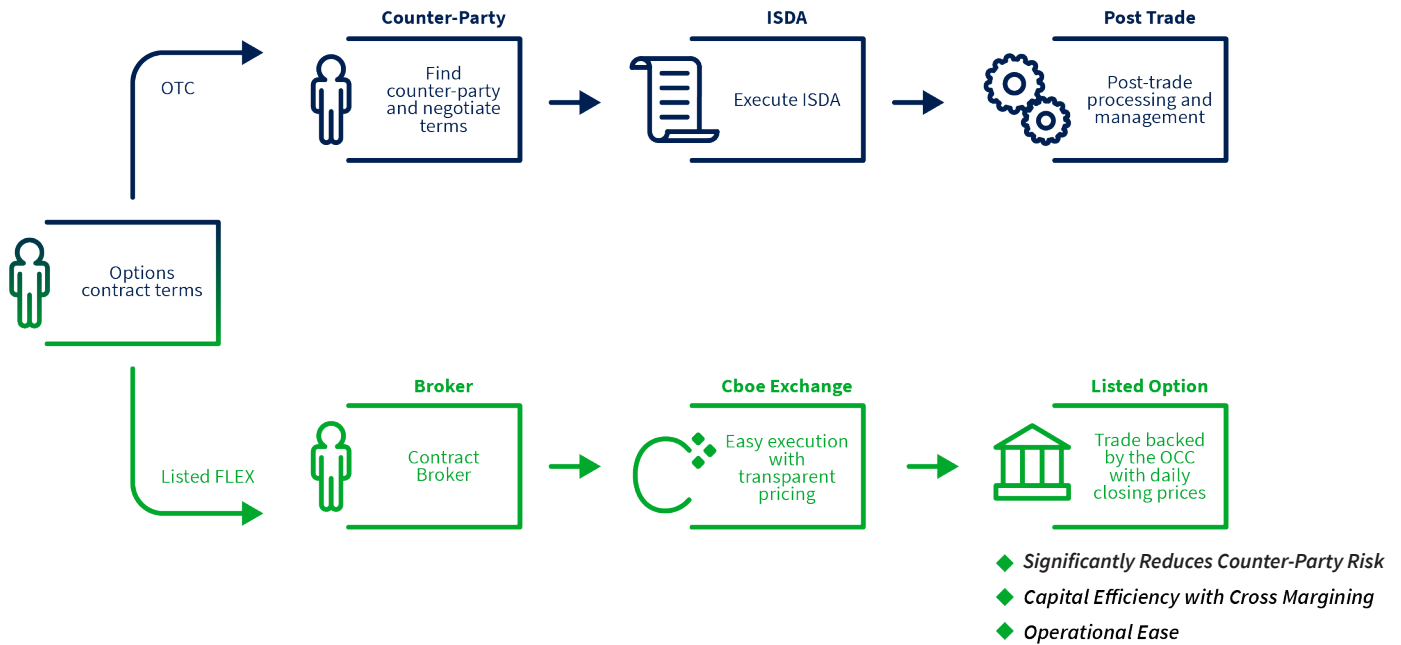 Counter-Party
ISDA
Post Trade
OTC
Find
counter-party
and negotiate
terms
Execute ISDA
Post-trade
processing and
management
Options
contract terms
Broker
Cboe Exchange
Listed Option
Listed FLEX
Contract
Broker
Easy execution
with
transparent
pricing
Trade backed
by the OCC
with daily
closing prices
Significantly Reduces Counter-Party Risk
Capital Efficiency with Cross Margining
Operational Ease